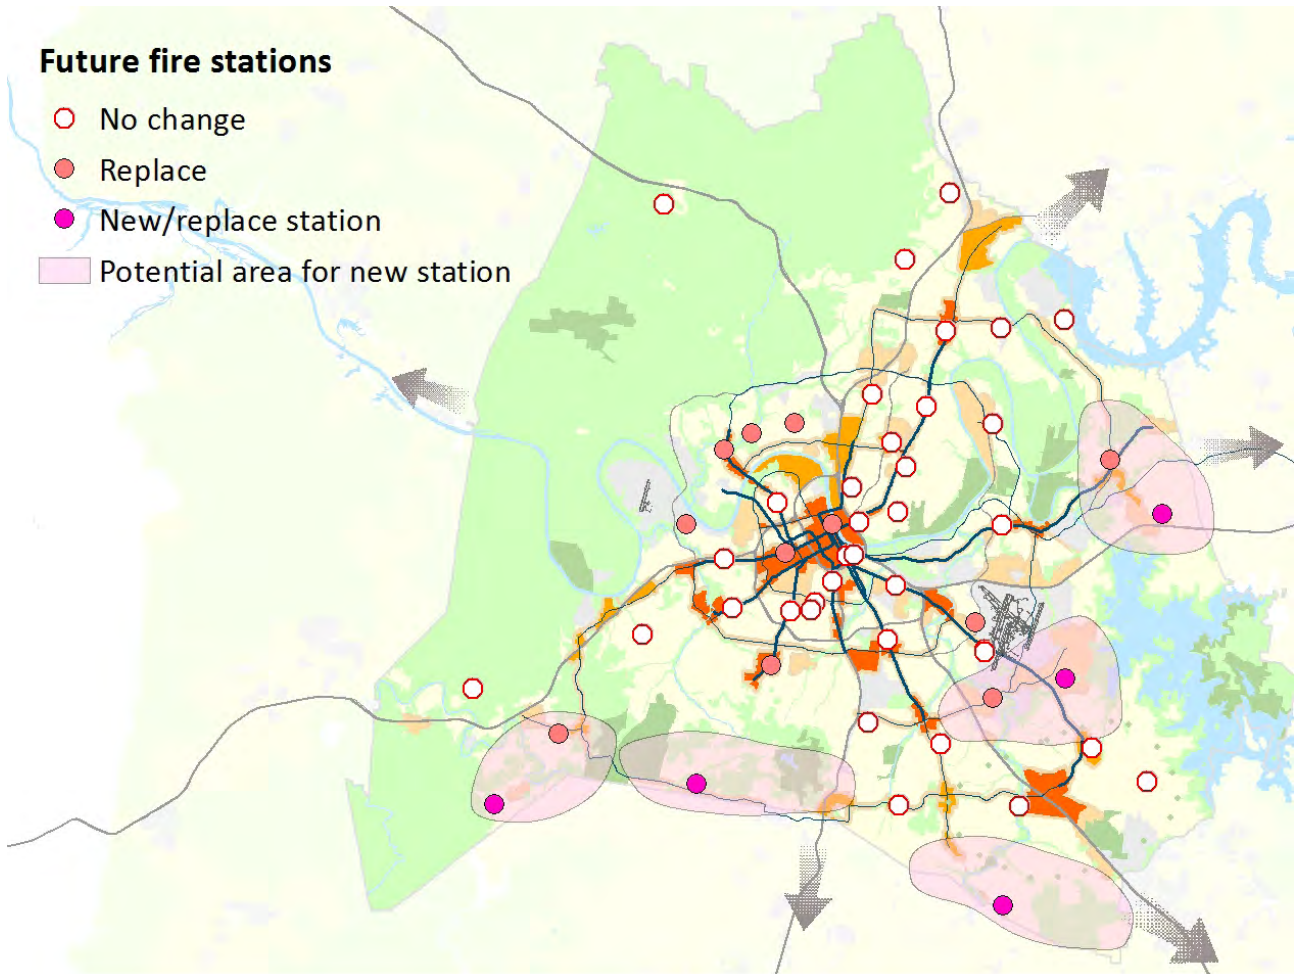 Future fire stations
No change
Replace
New/replace station
Potential area for new station